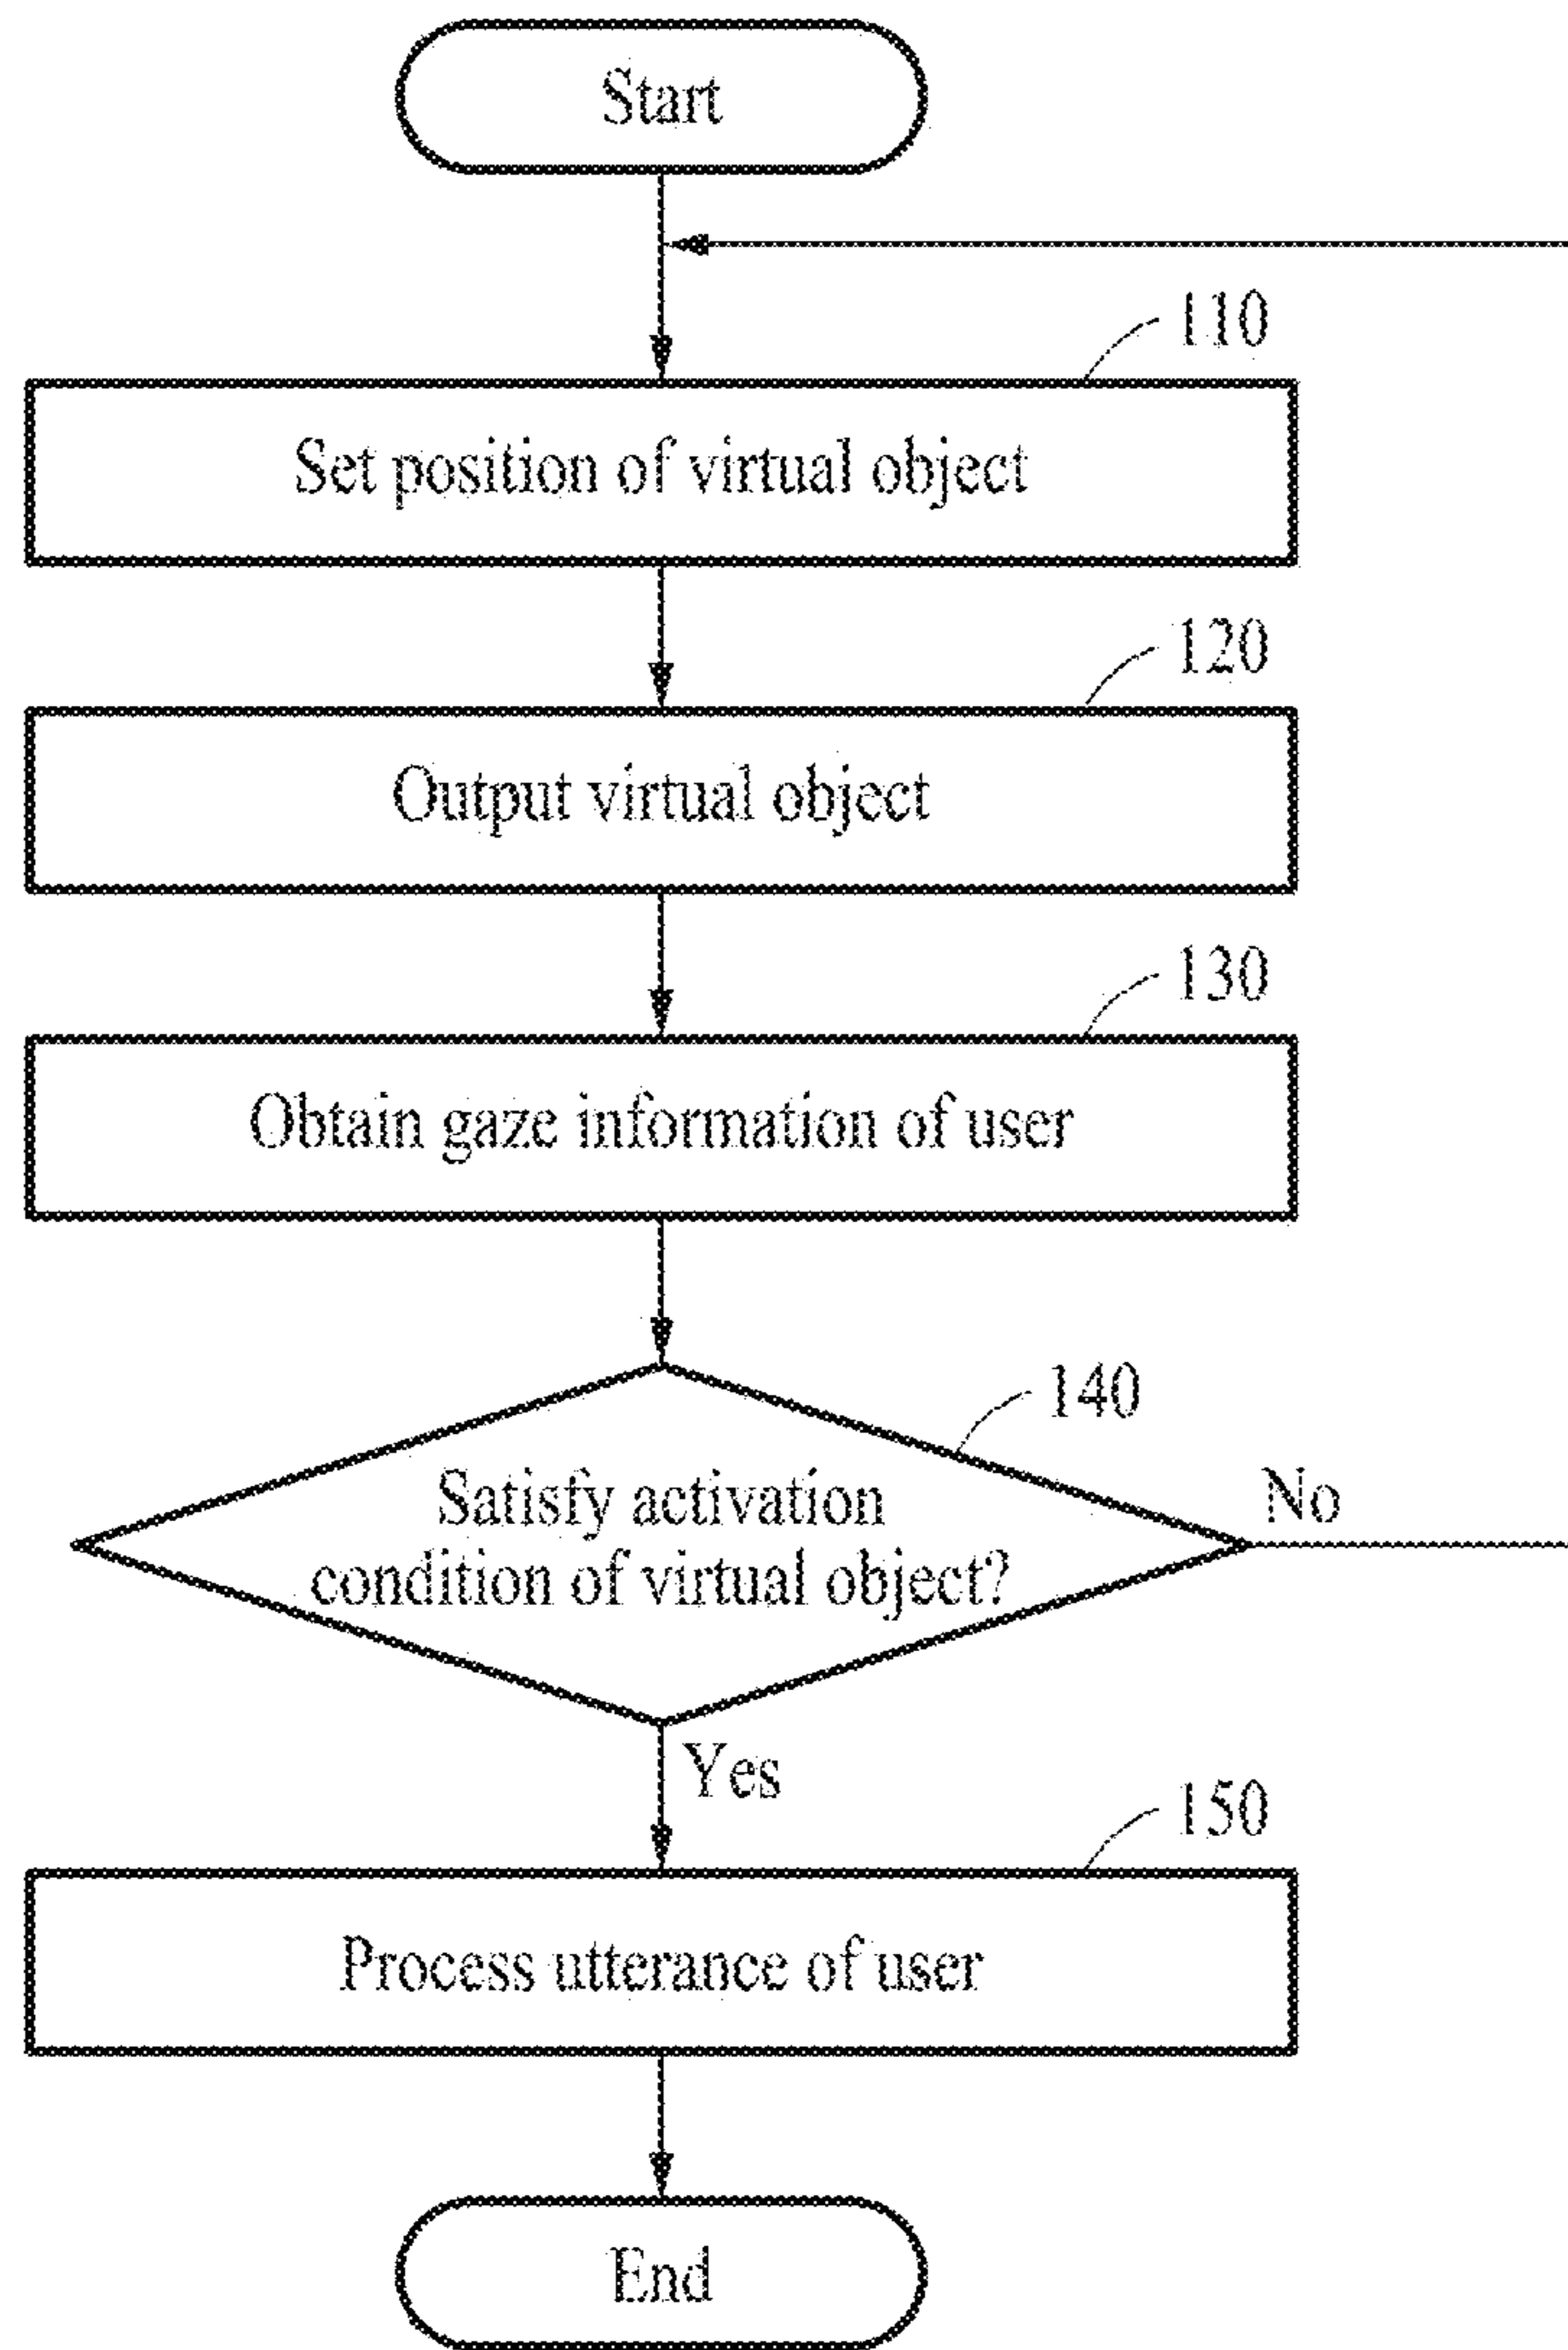 Start
110
Set position of virtual object
120
Output virtual object
130
Obtain gaze information of user
140
Satisfy activation
condition of virtual object?
No
Yes
150
Process utterance of user
End